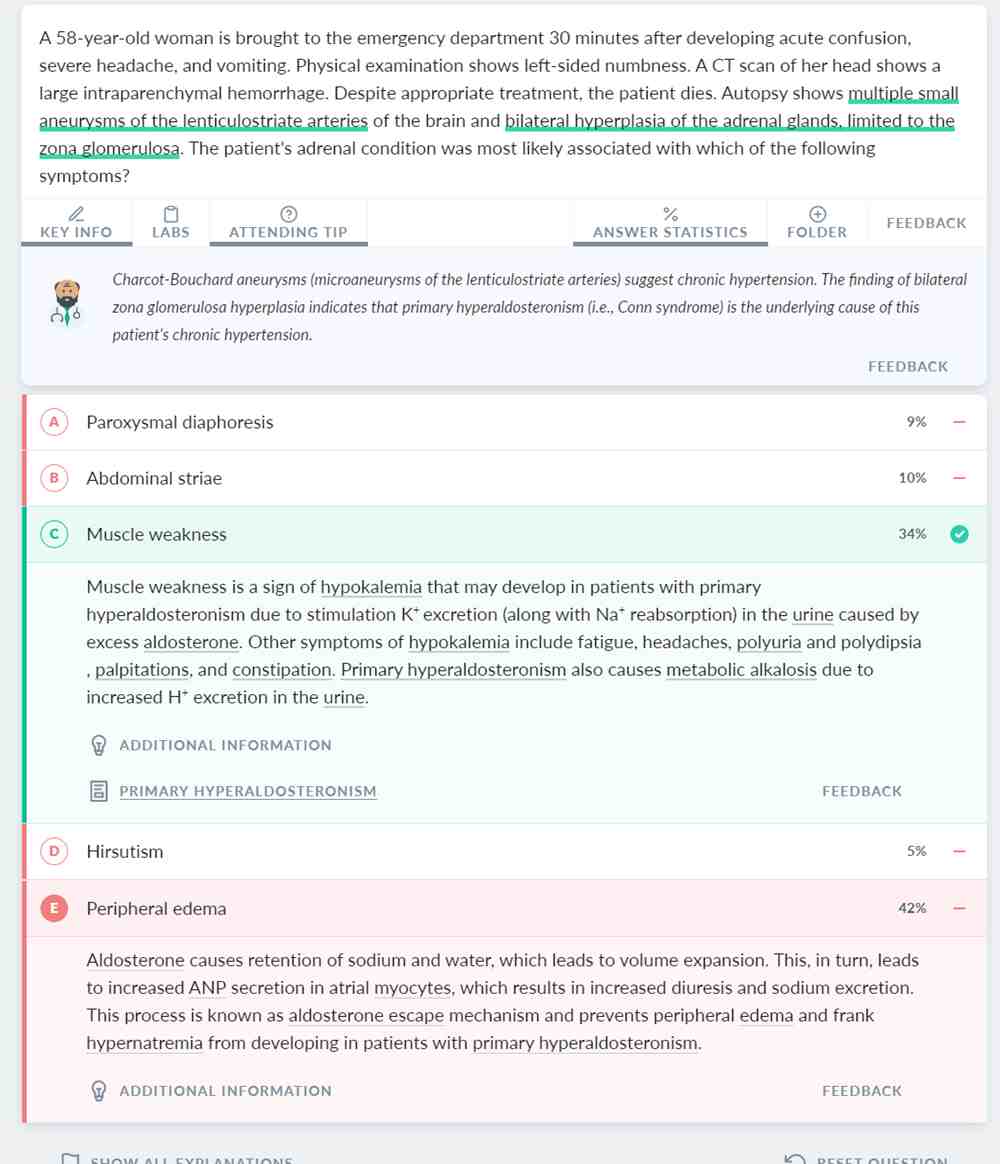 A 58-year-old woman is brought to the emergency department 30 minutes after developing acute confusion,
severe headache, and vomiting. Physical examination shows left-sided numbness. A CT scan of her head shows a
large intraparenchymal hemorrhage. Despite appropriate treatment, the patient dies. Autopsy shows multiple small
aneurysms of the lenticulostriate arteries of the brain and bilateral hyperplasia of the adrenal glands, limited to the
zona glomerulosa. The patient's adrenal condition was most likely associated with which of the following
symptoms?
KEY INFO LABS ATTENDING TIP ANSWER STATISTICS FOLDER FEEDBACK
Charcot-Bouchard aneurysms (microaneurysms of the lenticulostriate arteries) suggest chronic hypertension. The finding of bilateral
zona glomerulosa hyperplasia indicates that primary hyperaldosteronism (i.e., Conn syndrome) is the underlying cause of this
patient's chronic hypertension.
FEEDBACK
A Paroxysmal diaphoresis 9%
B Abdominal striae 10%
C Muscle weakness 34%
Muscle weakness is a sign of hypokalemia that may develop in patients with primary
hyperaldosteronism due to stimulation K⁺ excretion (along with Na⁺ reabsorption) in the urine caused by
excess aldosterone. Other symptoms of hypokalemia include fatigue, headaches, polyuria and polydipsia
, palpitations, and constipation. Primary hyperaldosteronism also causes metabolic alkalosis due to
increased H⁺ excretion in the urine.
ADDITIONAL INFORMATION
PRIMARY HYPERALDOSTERONISM FEEDBACK
D Hirsutism 5%
E Peripheral edema 42%
Aldosterone causes retention of sodium and water, which leads to volume expansion. This, in turn, leads
to increased ANP secretion in atrial myocytes, which results in increased diuresis and sodium excretion.
This process is known as aldosterone escape mechanism and prevents peripheral edema and frank
hypernatremia from developing in patients with primary hyperaldosteronism.
ADDITIONAL INFORMATION FEEDBACK
SHOW ALL EXPLANATIONS RESET QUESTION